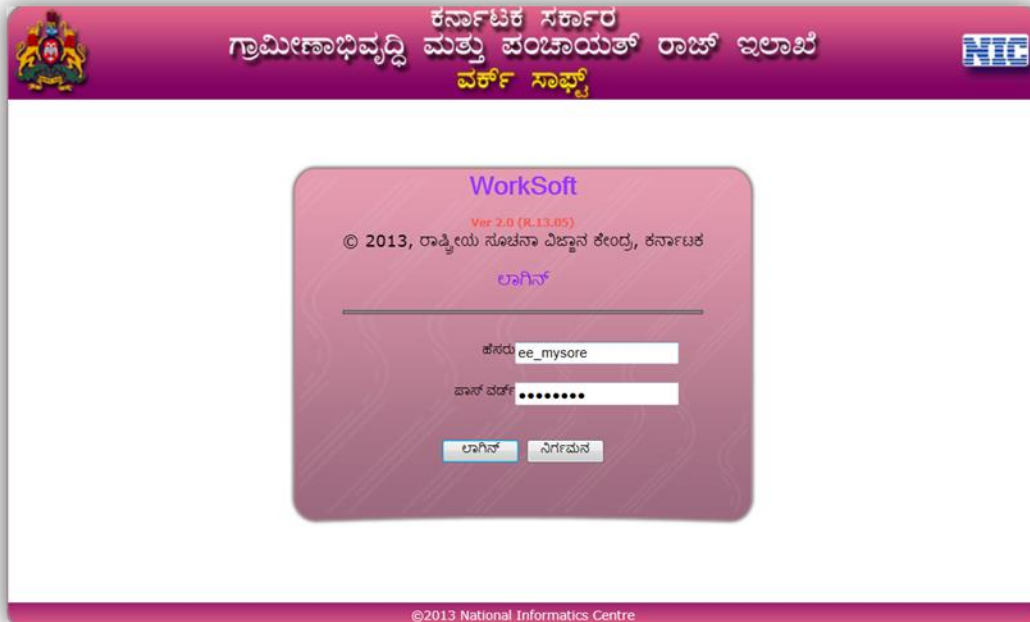 ಕರ್ನಾಟಕ ಸರ್ಕಾರ
ಗ್ರಾಮೀಣಾಭಿವೃದ್ಧಿ ಮತ್ತು ಪಂಚಾಯತ್ ರಾಜ್ ಇಲಾಖೆ
NIC
ವರ್ಕ್ ಸಾಫ್ಟ್
WorkSoft
Ver 2.0 (R.13.05)
© 2013, ರಾಷ್ಟ್ರೀಯ ಸೂಚನಾ ವಿಜ್ಞಾನ ಕೇಂದ್ರ, ಕರ್ನಾಟಕ
ಲಾಗಿನ್
ಹೆಸರು ee_mysore
ಪಾಸ್ ವರ್ಡ್ ••••••••
ಲಾಗಿನ್ ನಿರ್ಗಮನ
©2013 National Informatics Centre